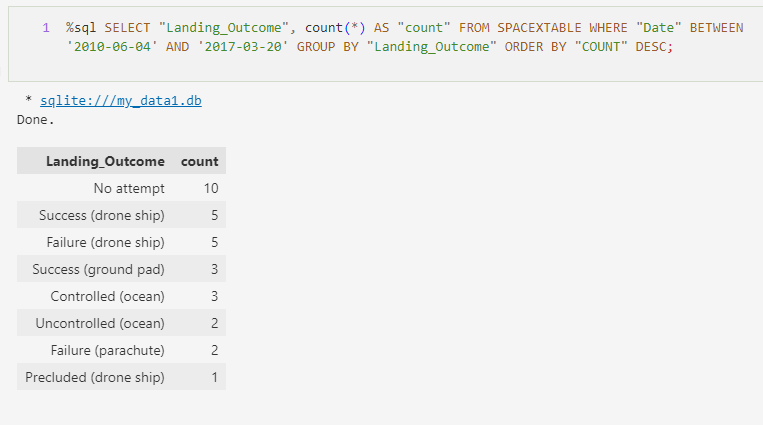 1 %sql SELECT "Landing_Outcome", count(*) AS "count" FROM SPACEXTABLE WHERE "Date" BETWEEN
'2010-06-04' AND '2017-03-20' GROUP BY "Landing_Outcome" ORDER BY "COUNT" DESC;
* sqlite:///my_data1.db
Done.
Landing_Outcome count
No attempt 10
Success (drone ship) 5
Failure (drone ship) 5
Success (ground pad) 3
Controlled (ocean) 3
Uncontrolled (ocean) 2
Failure (parachute) 2
Precluded (drone ship) 1